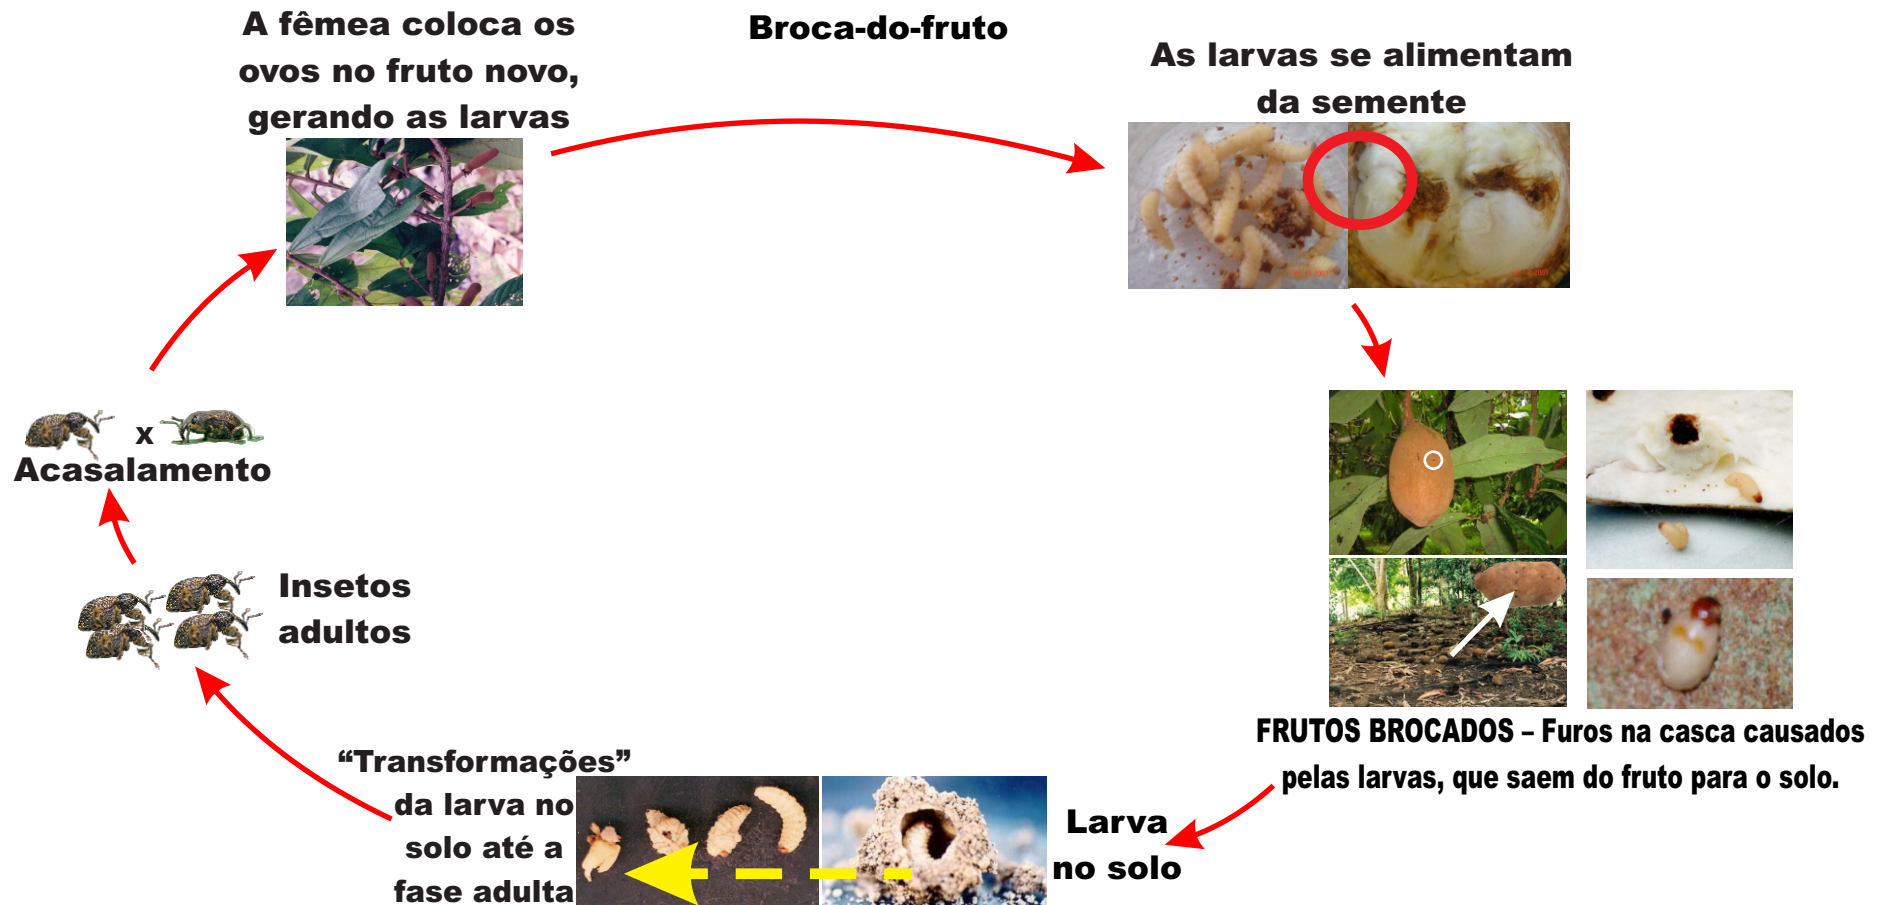 Broca-do-fruto
A fêmea coloca os
ovos no fruto novo,
gerando as larvas
As larvas se alimentam
da semente
FRUTOS BROCADOS – Furos na casca causados
pelas larvas, que saem do fruto para o solo.
Larva
no solo
“Transformações”
da larva no
solo até a
fase adulta
Insetos
adultos
x
Acasalamento